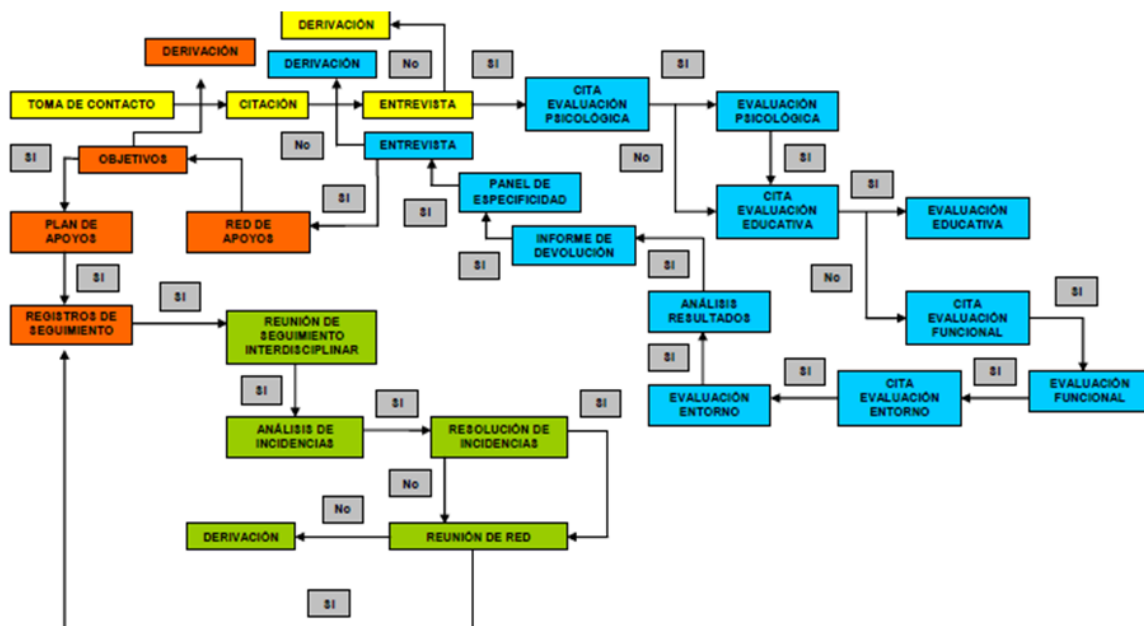 DERIVACIÓN
DERIVACIÓN
DERIVACIÓN
No
SI
SI
TOMA DE CONTACTO
CITACIÓN
ENTREVISTA
CITA
EVALUACIÓN
PSICOLÓGICA
EVALUACIÓN
PSICOLÓGICA
SI
OBJETIVOS
No
ENTREVISTA
No
SI
PANEL DE
ESPECIFICIDAD
SI
SI
CITA
EVALUACIÓN
EDUCATIVA
SI
EVALUACIÓN
EDUCATIVA
PLAN DE
APOYOS
RED DE
APOYOS
INFORME DE
DEVOLUCIÓN
SI
SI
SI
SI
No
SI
REGISTROS DE
SEGUIMIENTO
REUNIÓN DE
SEGUIMIENTO
INTERDISCIPLINAR
ANÁLISIS
RESULTADOS
CITA
EVALUACIÓN
FUNCIONAL
SI
SI
SI
SI
SI
SI
EVALUACIÓN
ENTORNO
CITA
EVALUACIÓN
ENTORNO
EVALUACIÓN
FUNCIONAL
ANÁLISIS DE
INCIDENCIAS
RESOLUCIÓN DE
INCIDENCIAS
No
No
DERIVACIÓN
REUNIÓN DE RED
SI